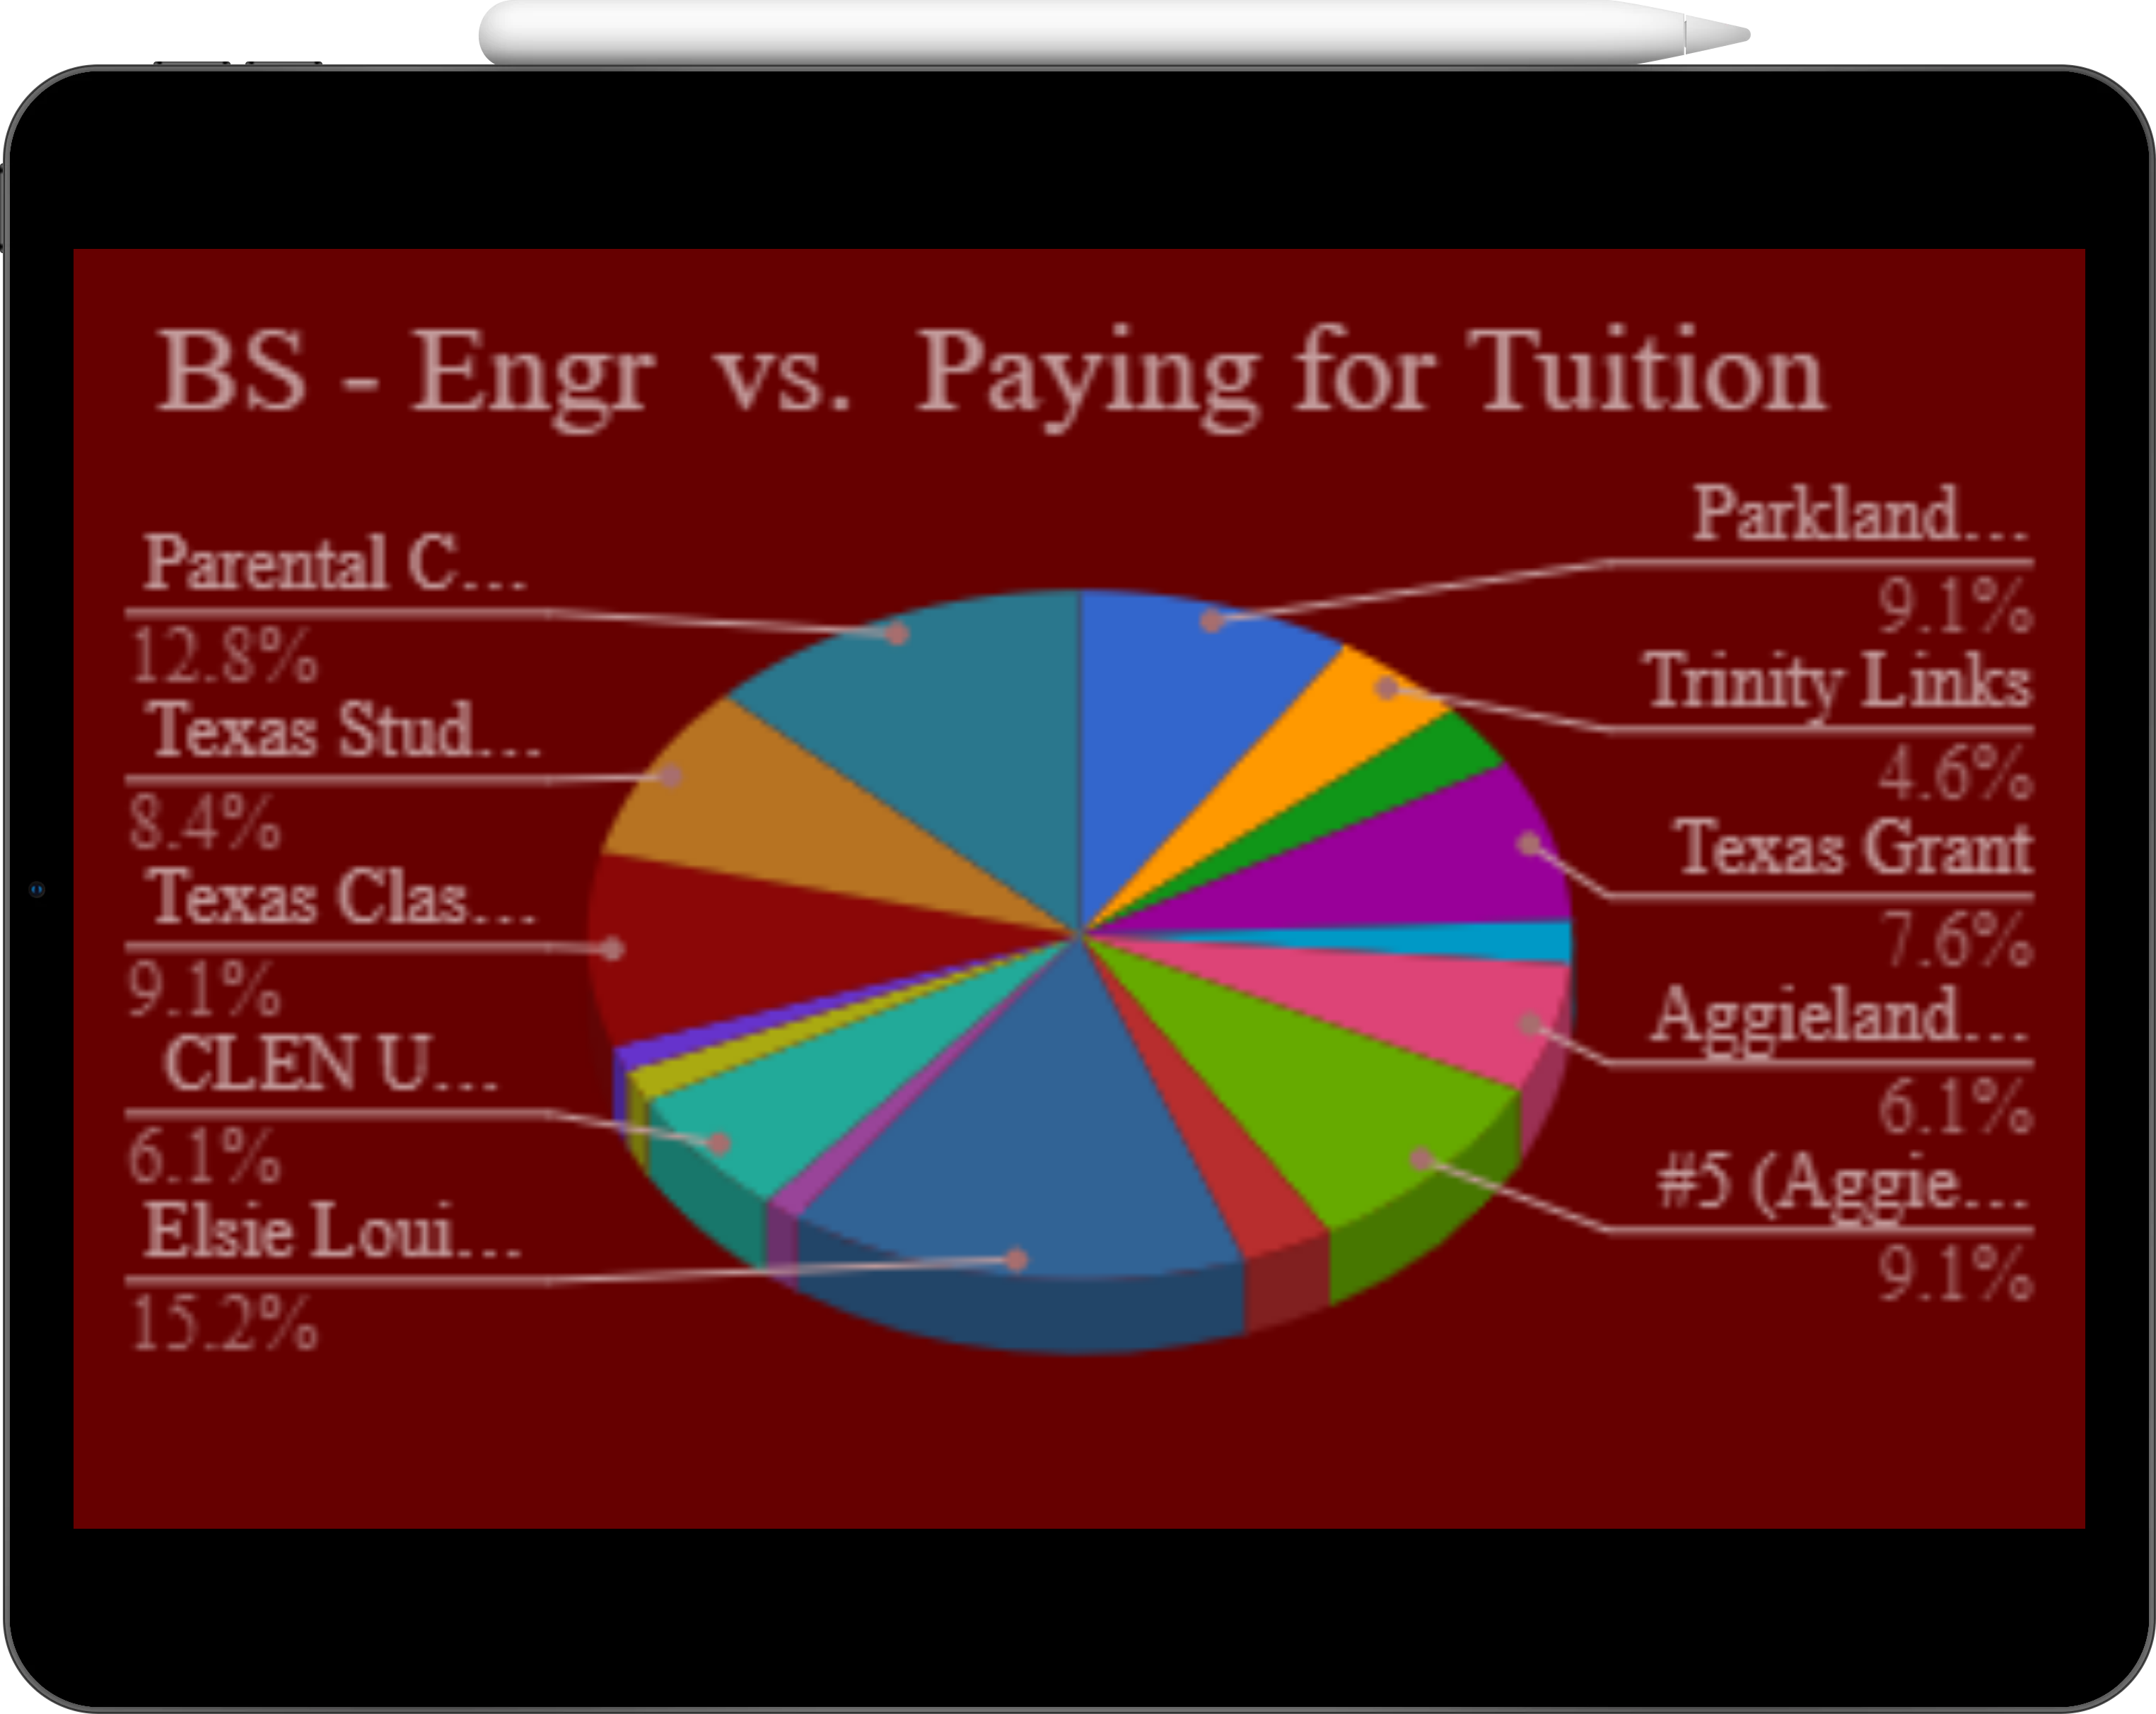 BS - Engr vs. Paying for Tuition
Parental C...
12.8%
Texas Stud...
8.4%
Texas Clas...
9.1%
CLEN U...
6.1%
Elsie Loui...
15.2%
Parkland...
9.1%
Trinity Links
4.6%
Texas Grant
7.6%
Aggieland...
6.1%
#5 (Aggie...
9.1%